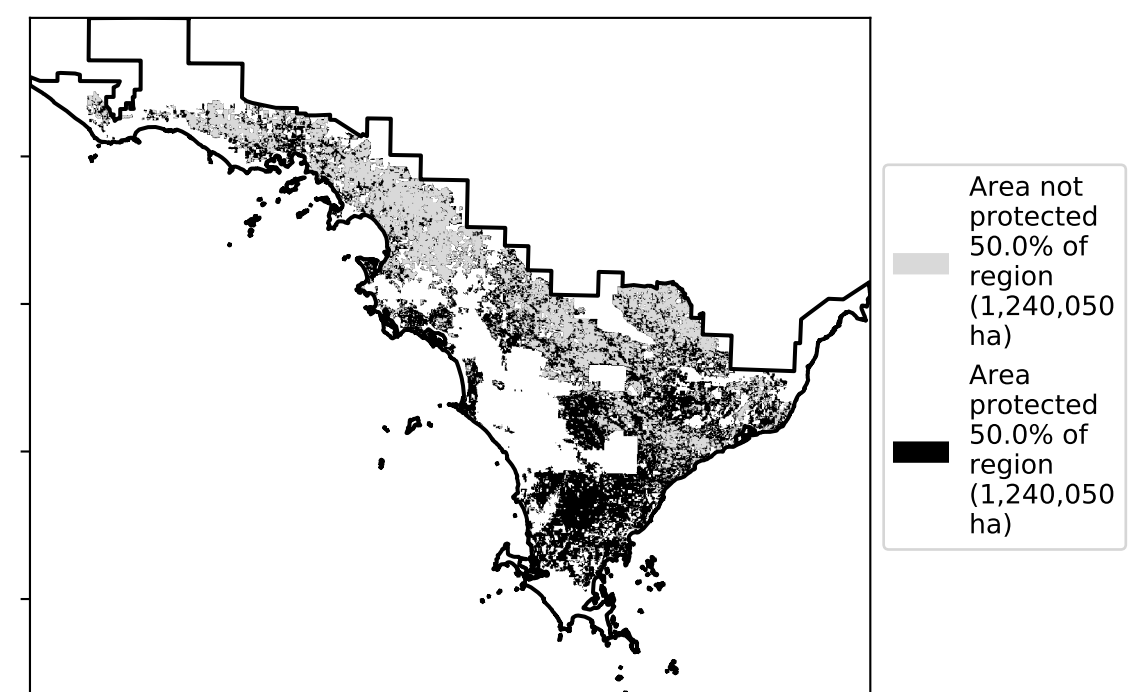 Area not
protected
50.0% of
region
(1,240,050
ha)
Area
protected
50.0% of
region
(1,240,050
ha)